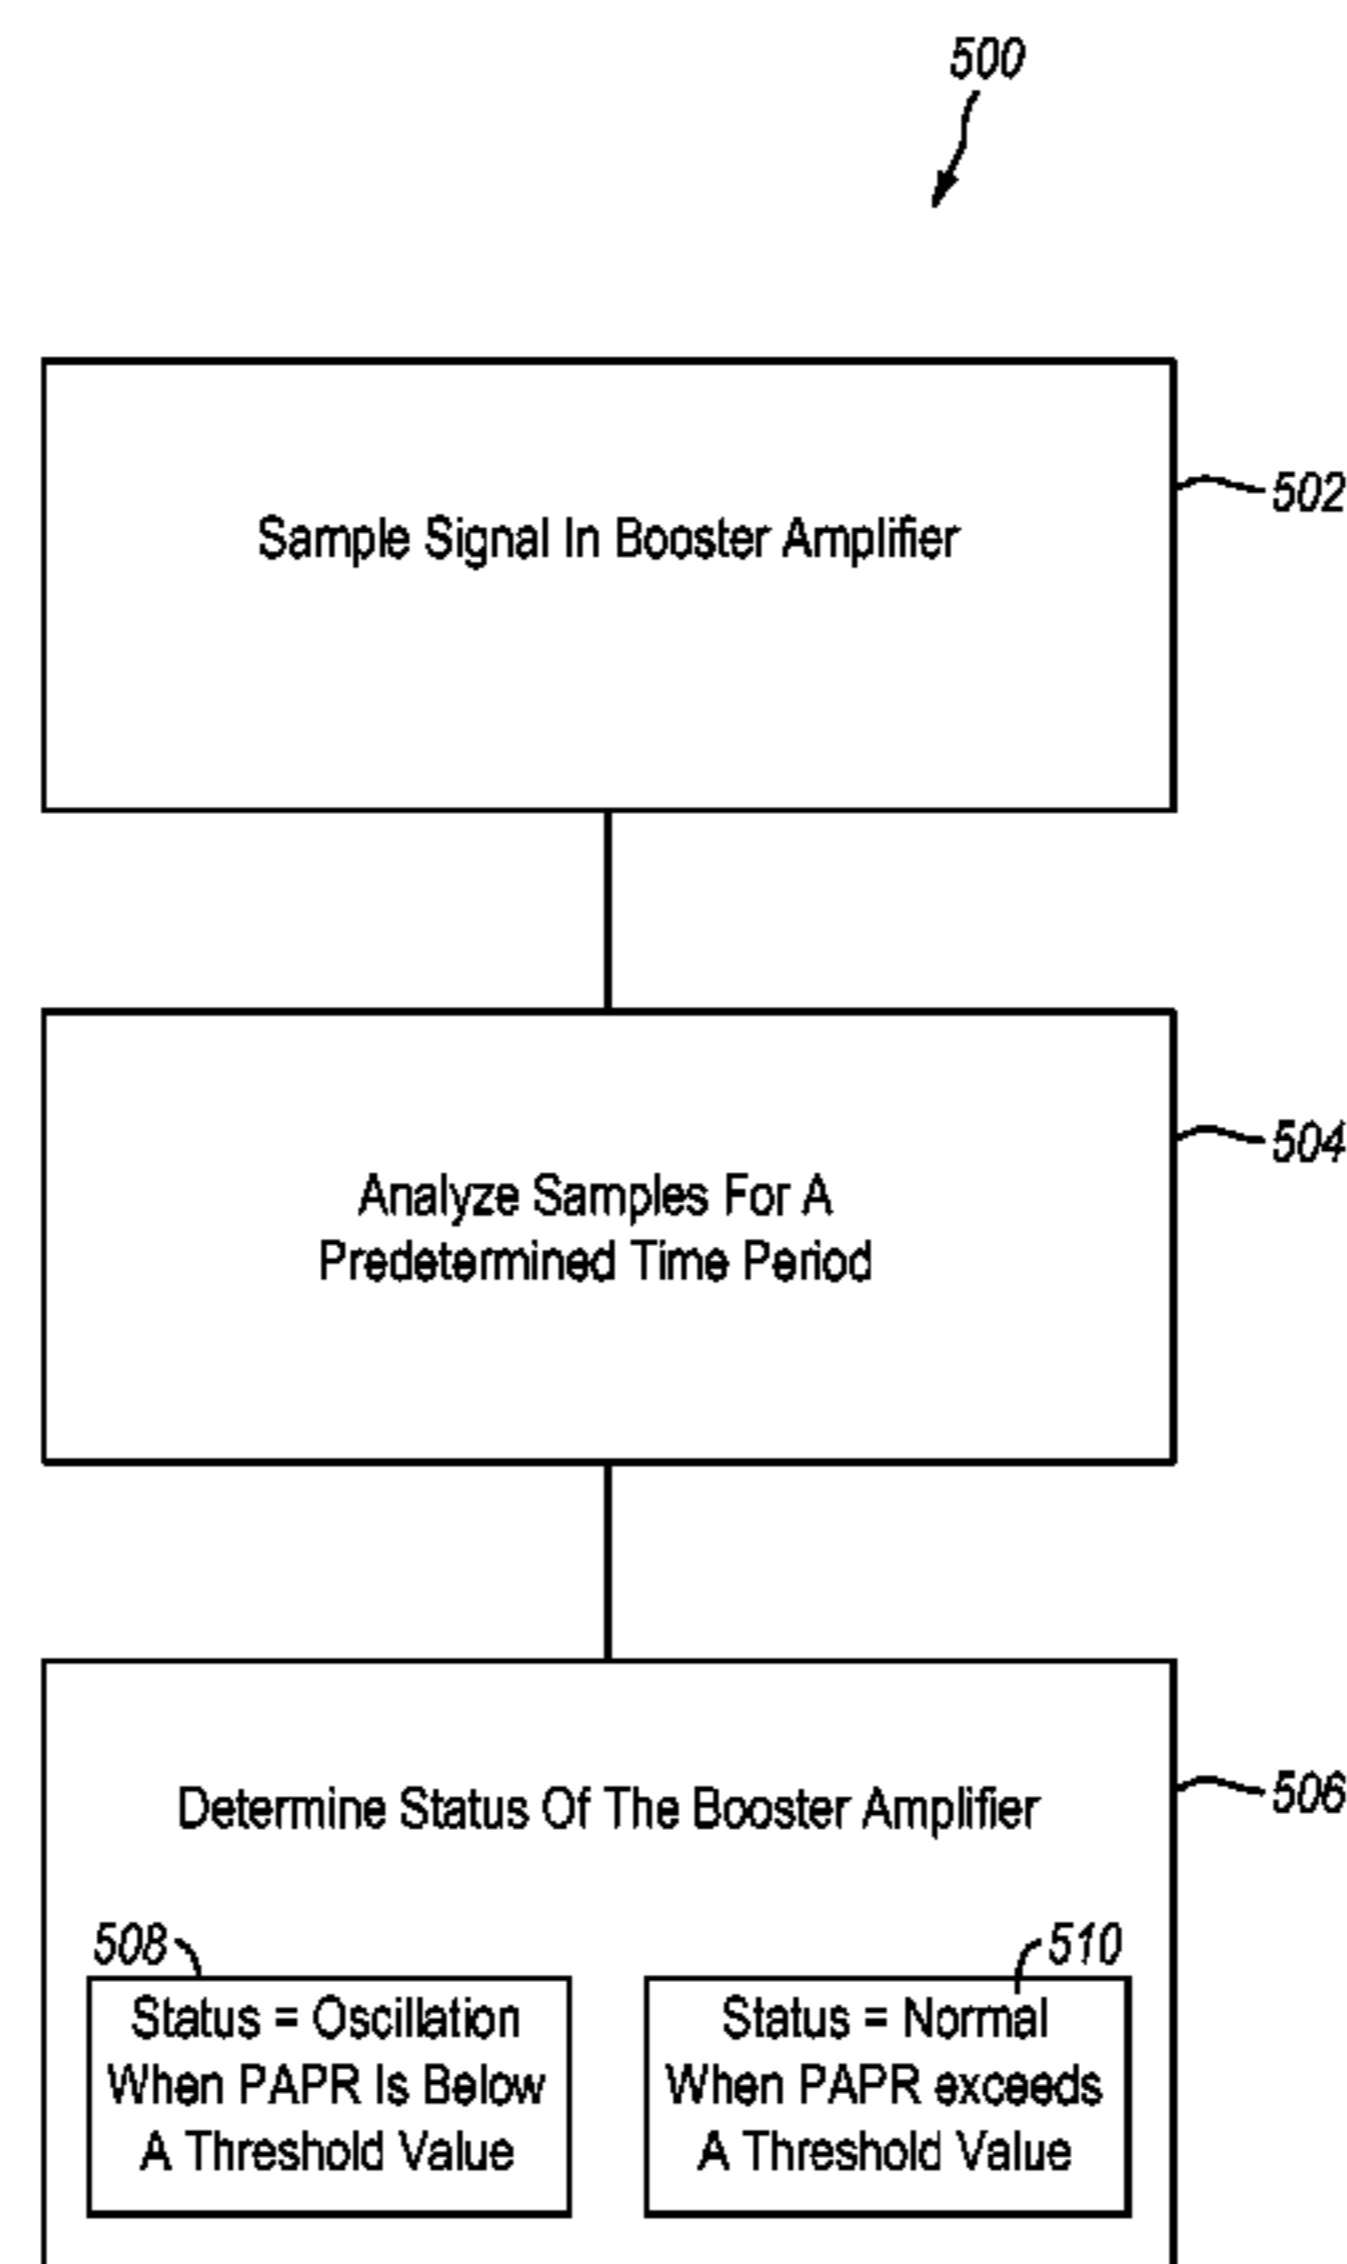 500
Sample Signal In Booster Amplifier
502
Analyze Samples For A
Predetermined Time Period
504
Determine Status Of The Booster Amplifier
506
508
Status = Oscillation
When PAPR Is Below
A Threshold Value
510
Status = Normal
When PAPR exceeds
A Threshold Value